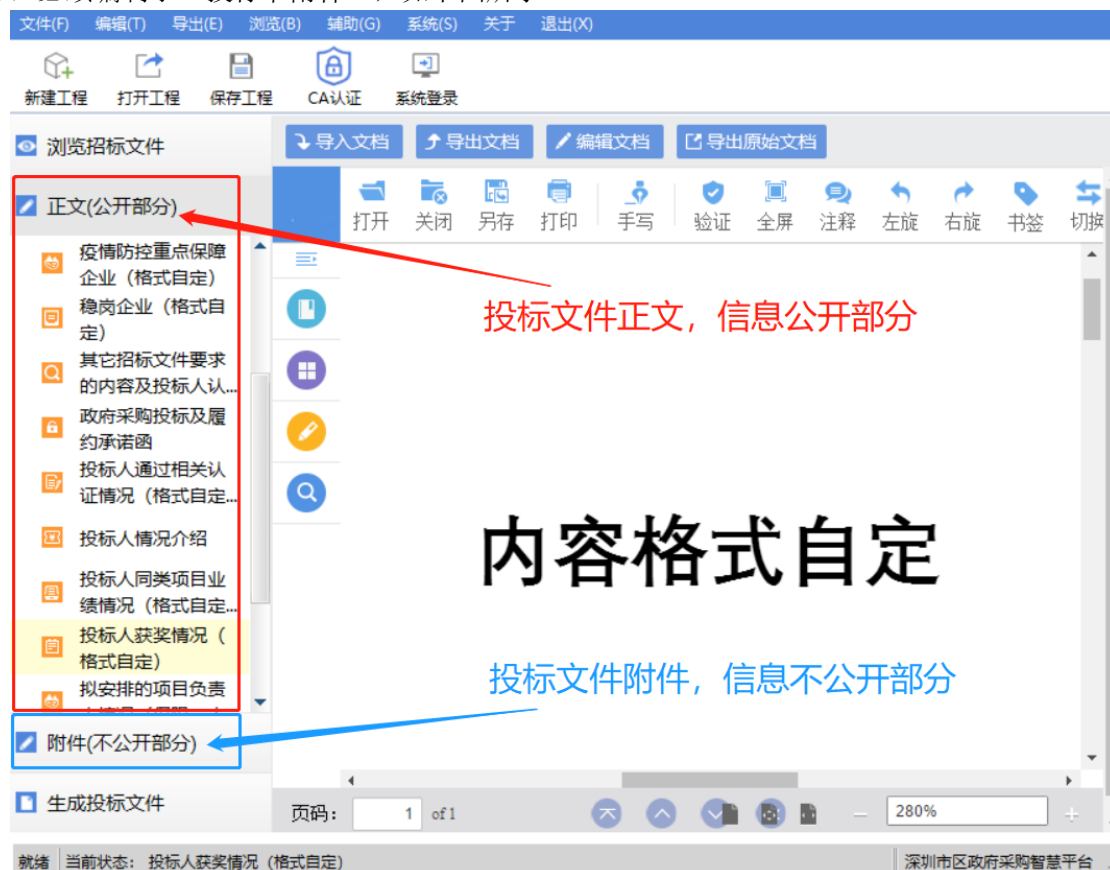 文件(F) 编辑(T) 导出(E) 浏览(B) 辅助(G) 系统(S) 关于 退出(X)
新建工程 打开工程 保存工程 CA认证 系统登录
浏览招标文件
导入文档 导出文档 编辑文档 导出原始文档
正文(公开部分)
打开 关闭 另存 打印 手写 验证 全屏 注释 左旋 右旋 书签 切换
疫情防控重点保障
企业（格式自定）
稳岗企业（格式自
定）
其它招标文件要求
的内容及投标人认...
政府采购投标及履
约承诺函
投标人通过相关认
证情况（格式自定...
投标人情况介绍
投标人同类项目业
绩情况（格式自定...
投标人获奖情况（
格式自定）
拟安排的项目负责
投标文件正文，信息公开部分
内容格式自定
投标文件附件，信息不公开部分
附件(不公开部分)
生成投标文件
页码： 1 of 1 280%
就绪 当前状态： 投标人获奖情况（格式自定） 深圳市区政府采购智慧平台